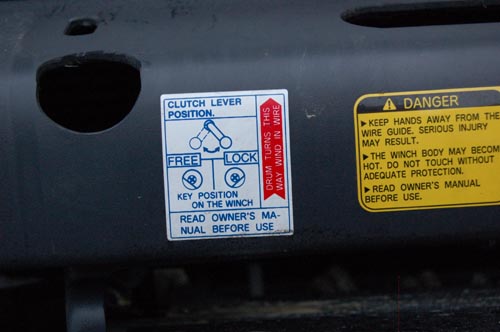 CLUTCH LEVER
POSITION.
FREE LOCK
KEY POSITION
ON THE WINCH
DRUM TURNS THIS
WAY WIND IN WIRE
READ OWNER'S MA-
NUAL BEFORE USE
DANGER
►KEEP HANDS AWAY FROM THE
WIRE GUIDE. SERIOUS INJURY
MAY RESULT.
►THE WINCH BODY MAY BECOM
HOT. DO NOT TOUCH WITHOUT
ADEQUATE PROTECTION.
►READ OWNER'S MANUAL
BEFORE USE.